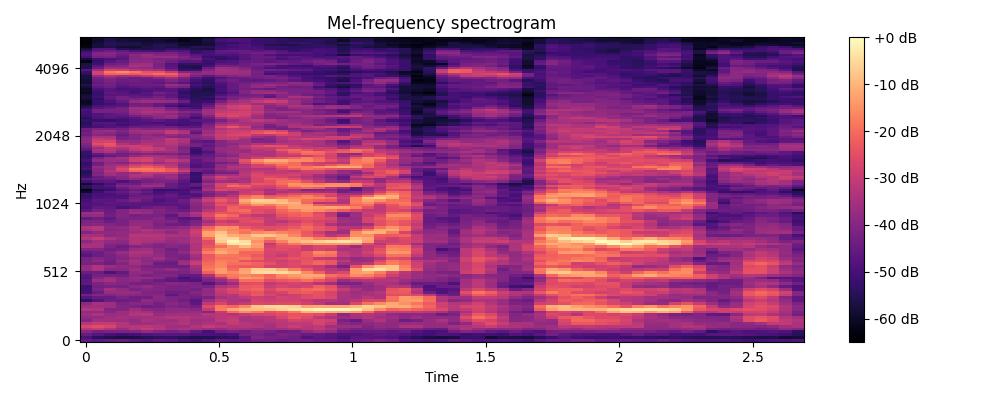 Mel-frequency spectrogram
+0 dB
4096
-10 dB
2048
-20 dB
Hz
-30 dB
1024
-40 dB
512
-50 dB
-60 dB
0
0 0.5 1 1.5 2 2.5
Time